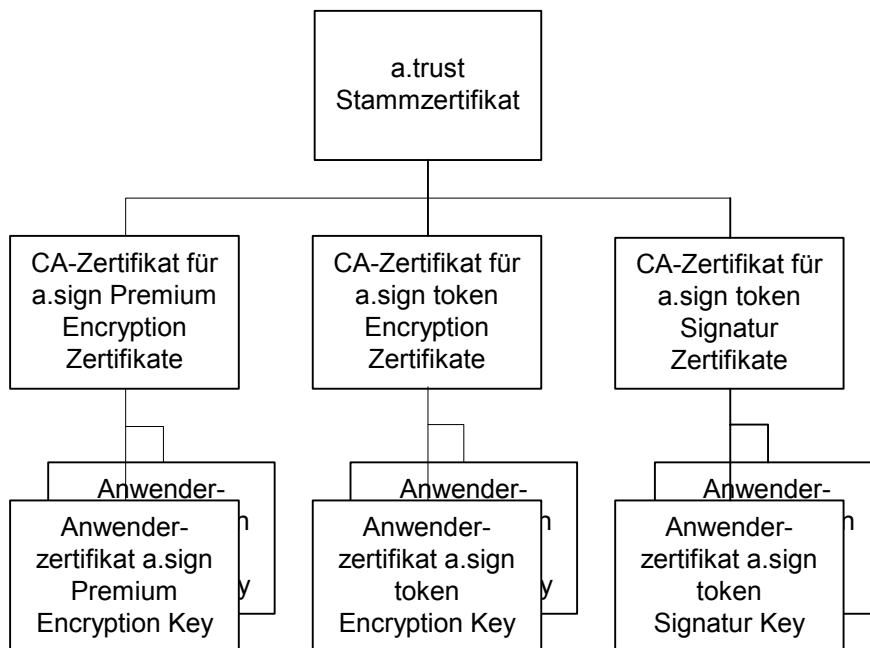 a.trust
Stammzertifikat
CA-Zertifikat für
a.sign Premium
Encryption
Zertifikate
CA-Zertifikat für
a.sign token
Encryption
Zertifikate
CA-Zertifikat für
a.sign token
Signatur
Zertifikate
Anwender-
Anwender-
Anwender-
Anwender-
zertifikat a.sign
Premium
Encryption Key
Anwender-
zertifikat a.sign
token
Encryption Key
Anwender-
zertifikat a.sign
token
Signatur Key